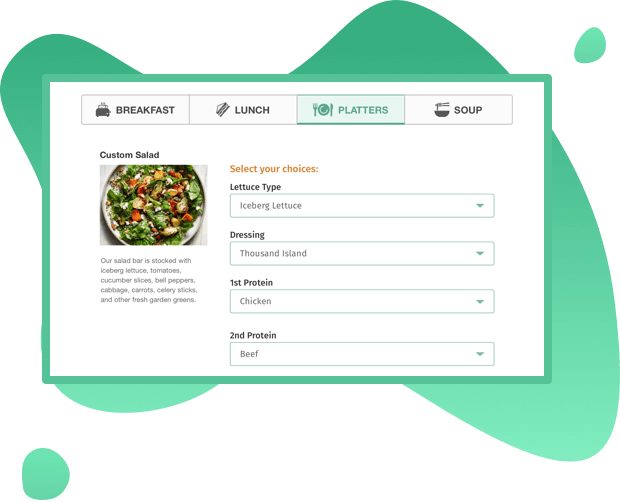 BREAKFAST
LUNCH
PLATTERS
SOUP
Custom Salad
Our salad bar is stocked with
iceberg lettuce, tomatoes,
cucumber slices, bell peppers,
cabbage, carrots, celery sticks,
and other fresh garden greens.
Select your choices:
Lettuce Type
Iceberg Lettuce
Dressing
Thousand Island
1st Protein
Chicken
2nd Protein
Beef